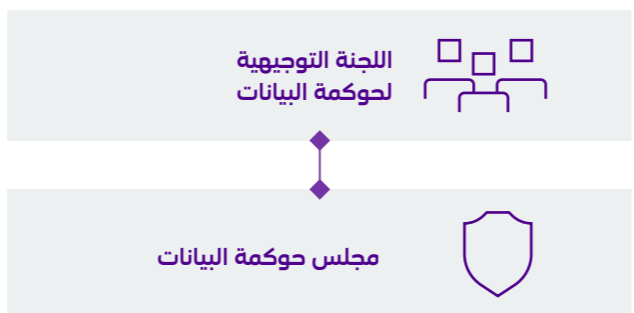 اللجنة التوجيهية
لحوكمة البيانات
مجلس حوكمة البيانات